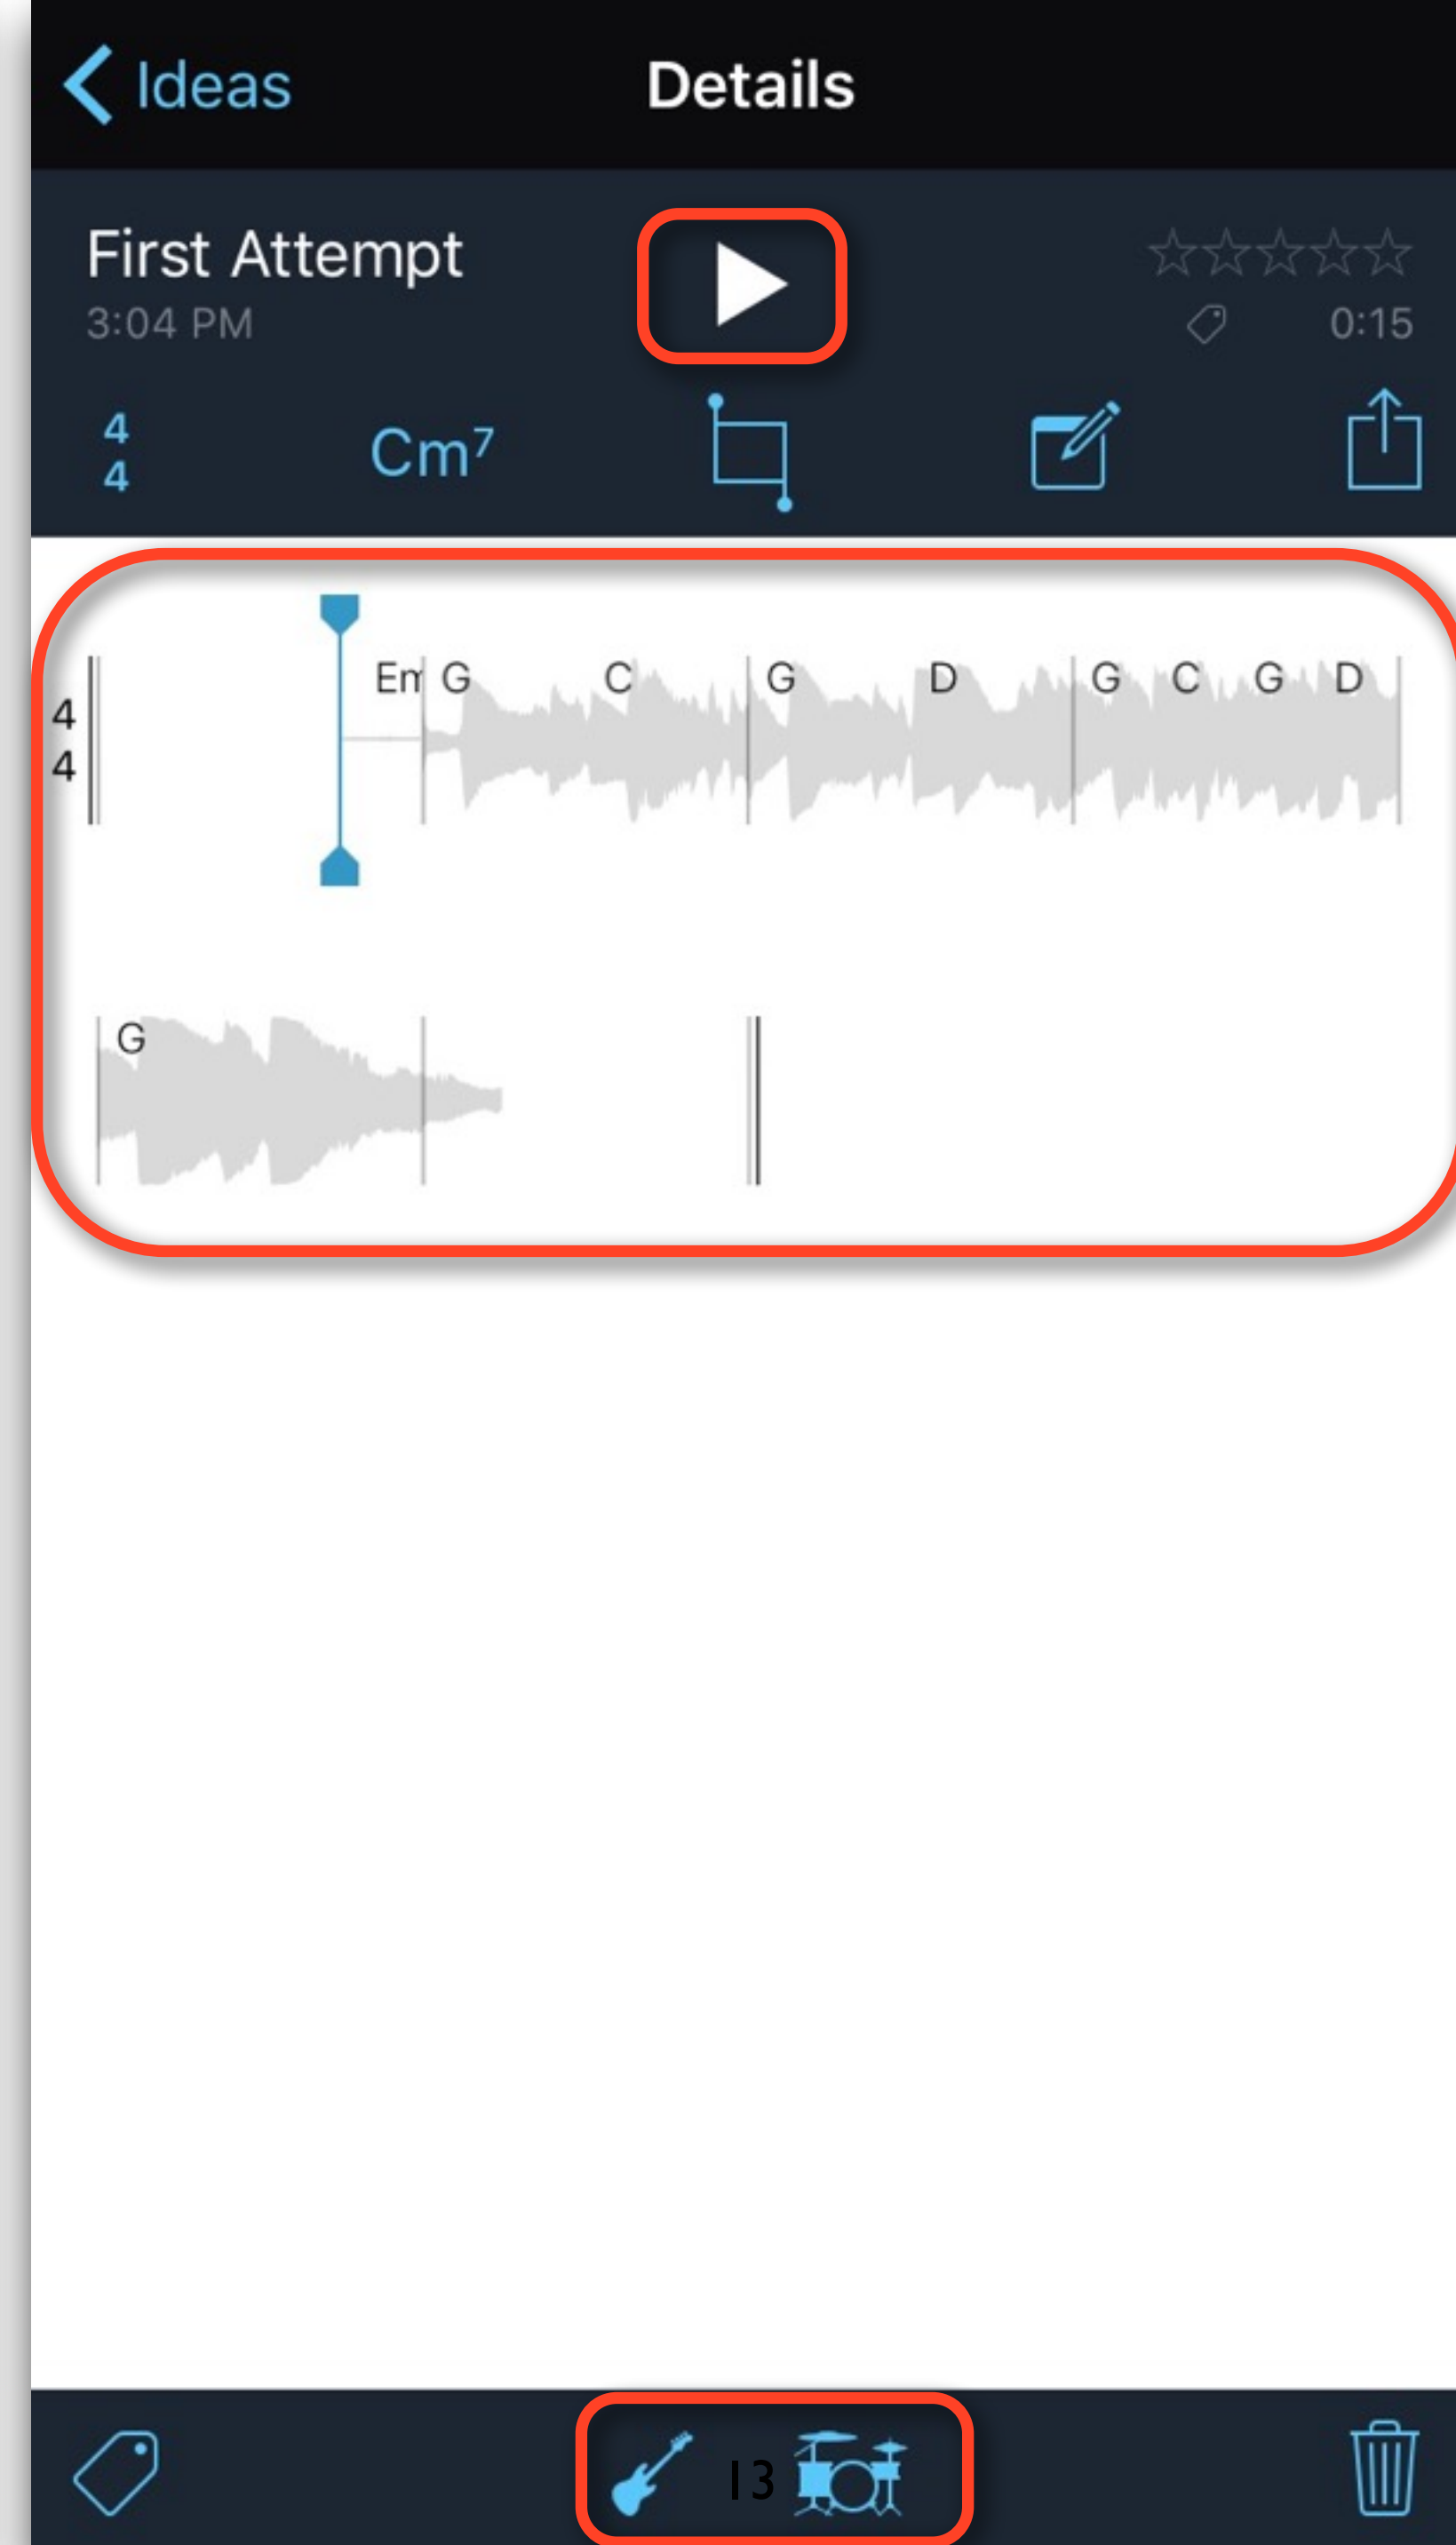 Ideas Details
First Attempt
3:04 PM 0:15
4
4
Cm⁷
Em G C G D G C G D
4
4
G
13